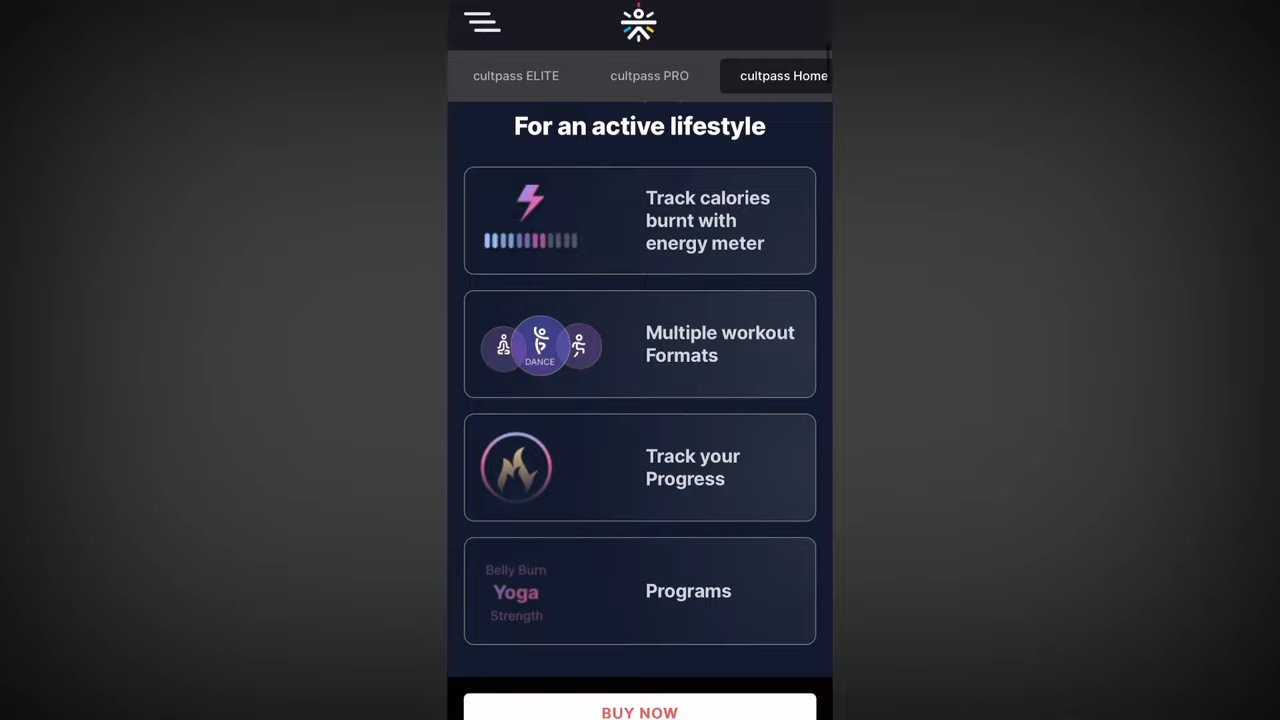 cultpass ELITE
cultpass PRO
cultpass Home
For an active lifestyle
Track calories
burnt with
energy meter
DANCE
Multiple workout
Formats
Track your
Progress
Belly Burn
Yoga
Strength
Programs
BUY NOW